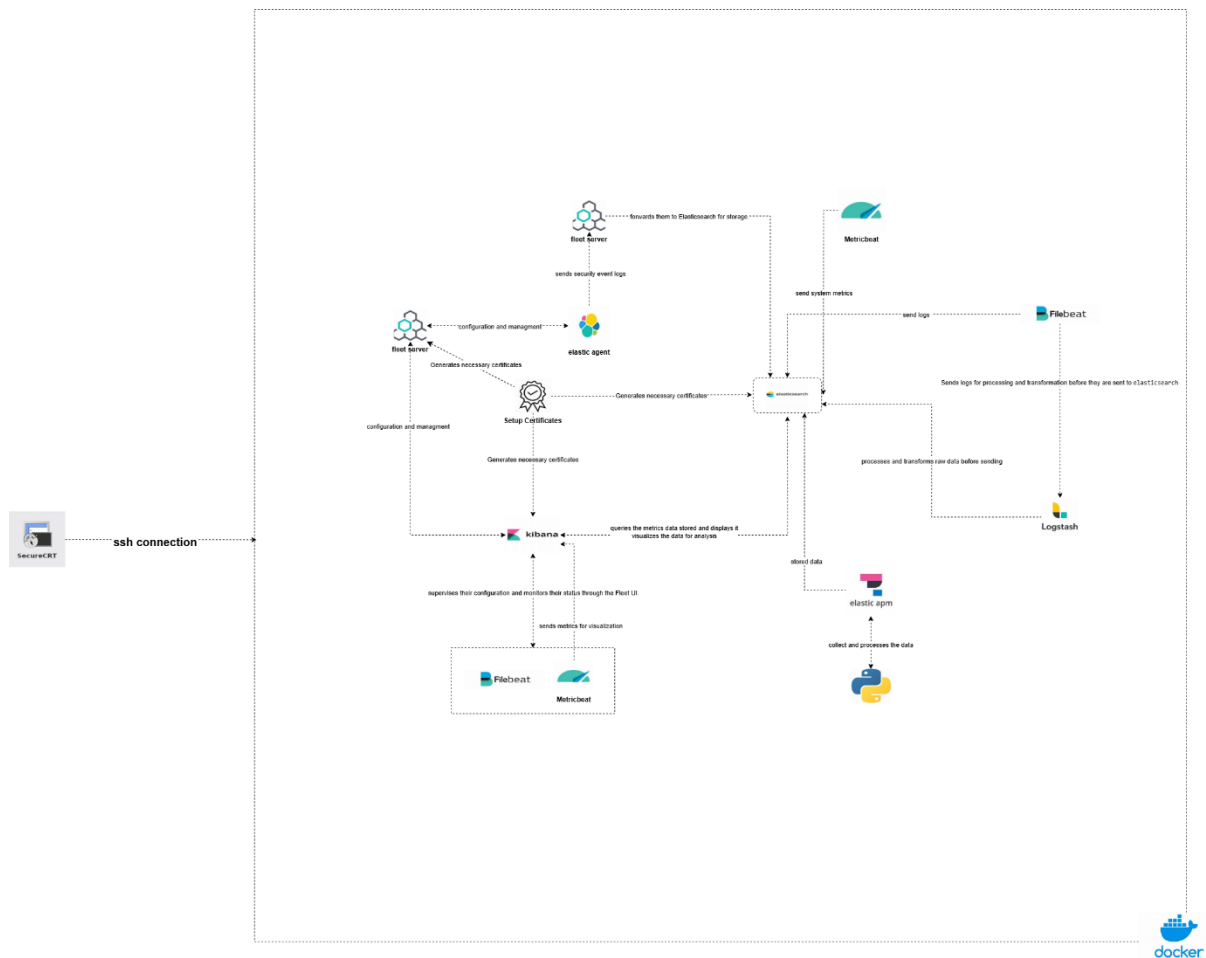 forwards them to Elasticsearch for storage
fleet server
Metricbeat
sends security event logs
send system metrics
send logs
Filebeat
configuration and managment
fleet server
elastic agent
Generates necessary certificates
Sends logs for processing and transformation before they are sent to elasticsearch
elasticsearch
Generates necessary certificates
Setup Certificates
configuration and managment
Generates necessary certificates
processes and transforms raw data before sending
Logstash
queries the metrics data stored and displays it
visualizes the data for analysis
kibana
ssh connection
SecureCRT
stored data
supervises their configuration and monitors their status through the Fleet UI
elastic apm
sends metrics for visualization
collect and processes the data
Filebeat
Metricbeat
docker